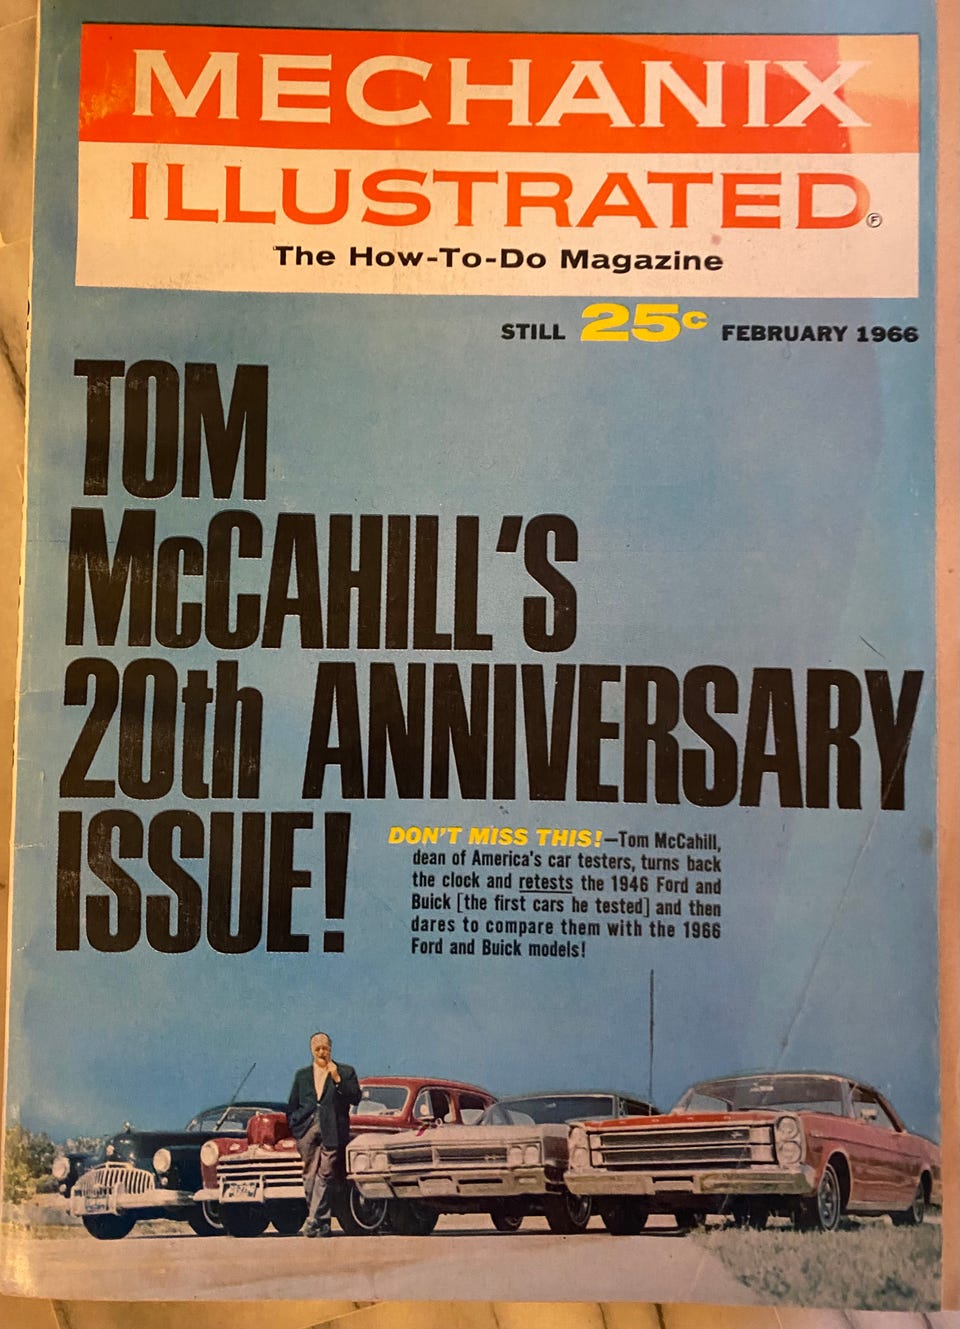 MECHANIX
ILLUSTRATED Ⓕ
The How-To-Do Magazine
STILL 25c FEBRUARY 1966
TOM
McCAHILL'S
20th ANNIVERSARY
ISSUE!
DON'T MISS THIS!—Tom McCahill,
dean of America's car testers, turns back
the clock and retests the 1946 Ford and
Buick [the first cars he tested] and then
dares to compare them with the 1966
Ford and Buick models!